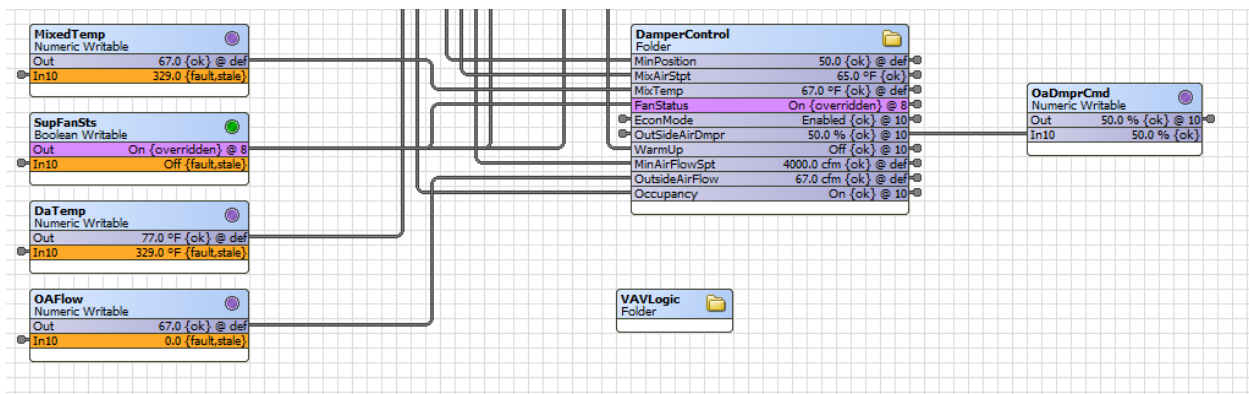 MixedTemp
Numeric Writable
Out 67.0 {ok} @ def
In10 329.0 {fault,stale}
SupFanSts
Boolean Writable
Out On {overridden} @ 8
In10 Off {fault,stale}
DaTemp
Numeric Writable
Out 77.0 °F {ok} @ def
In10 329.0 °F {fault,stale}
OAFlow
Numeric Writable
Out 67.0 {ok} @ def
In10 0.0 {fault,stale}
DamperControl
Folder
MinPosition 50.0 {ok} @ def
MixAirStpt 65.0 °F {ok}
MixTemp 67.0 °F {ok} @ def
FanStatus On {overridden} @ 8
EconMode Enabled {ok} @ 10
OutSideAirDmpr 50.0 % {ok} @ 10
WarmUp Off {ok} @ 10
MinAirFlowSpt 4000.0 cfm {ok} @ def
OutsideAirFlow 67.0 cfm {ok} @ def
Occupancy On {ok} @ 10
VAVLogic
Folder
OaDmprCmd
Numeric Writable
Out 50.0 % {ok} @ 10
In10 50.0 % {ok}